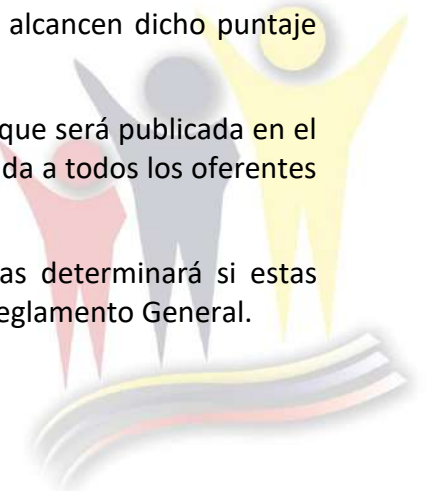 alcancen dicho puntaje
que será publicada en el
da a todos los oferentes
as determinará si estas
eglamento General.